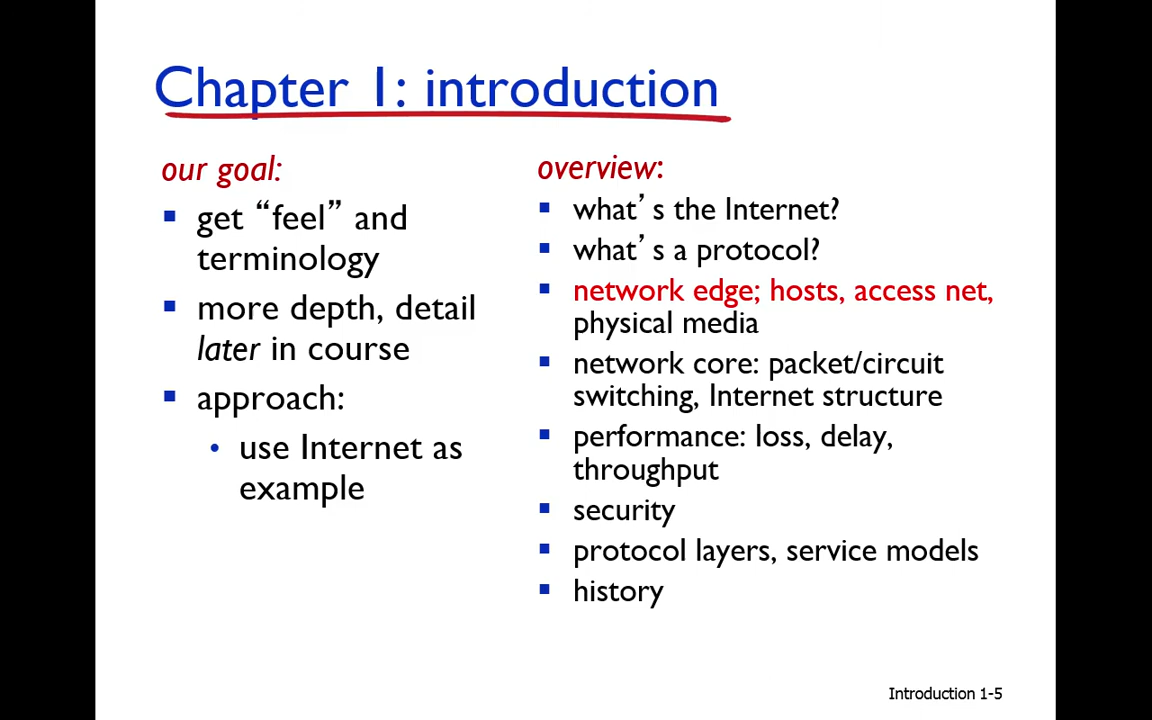 Chapter 1: introduction
our goal:
get “feel” and
terminology
more depth, detail
later in course
approach:
use Internet as
example
overview:
what’s the Internet?
what’s a protocol?
network edge; hosts, access net,
physical media
network core: packet/circuit
switching, Internet structure
performance: loss, delay,
throughput
security
protocol layers, service models
history
Introduction 1-5